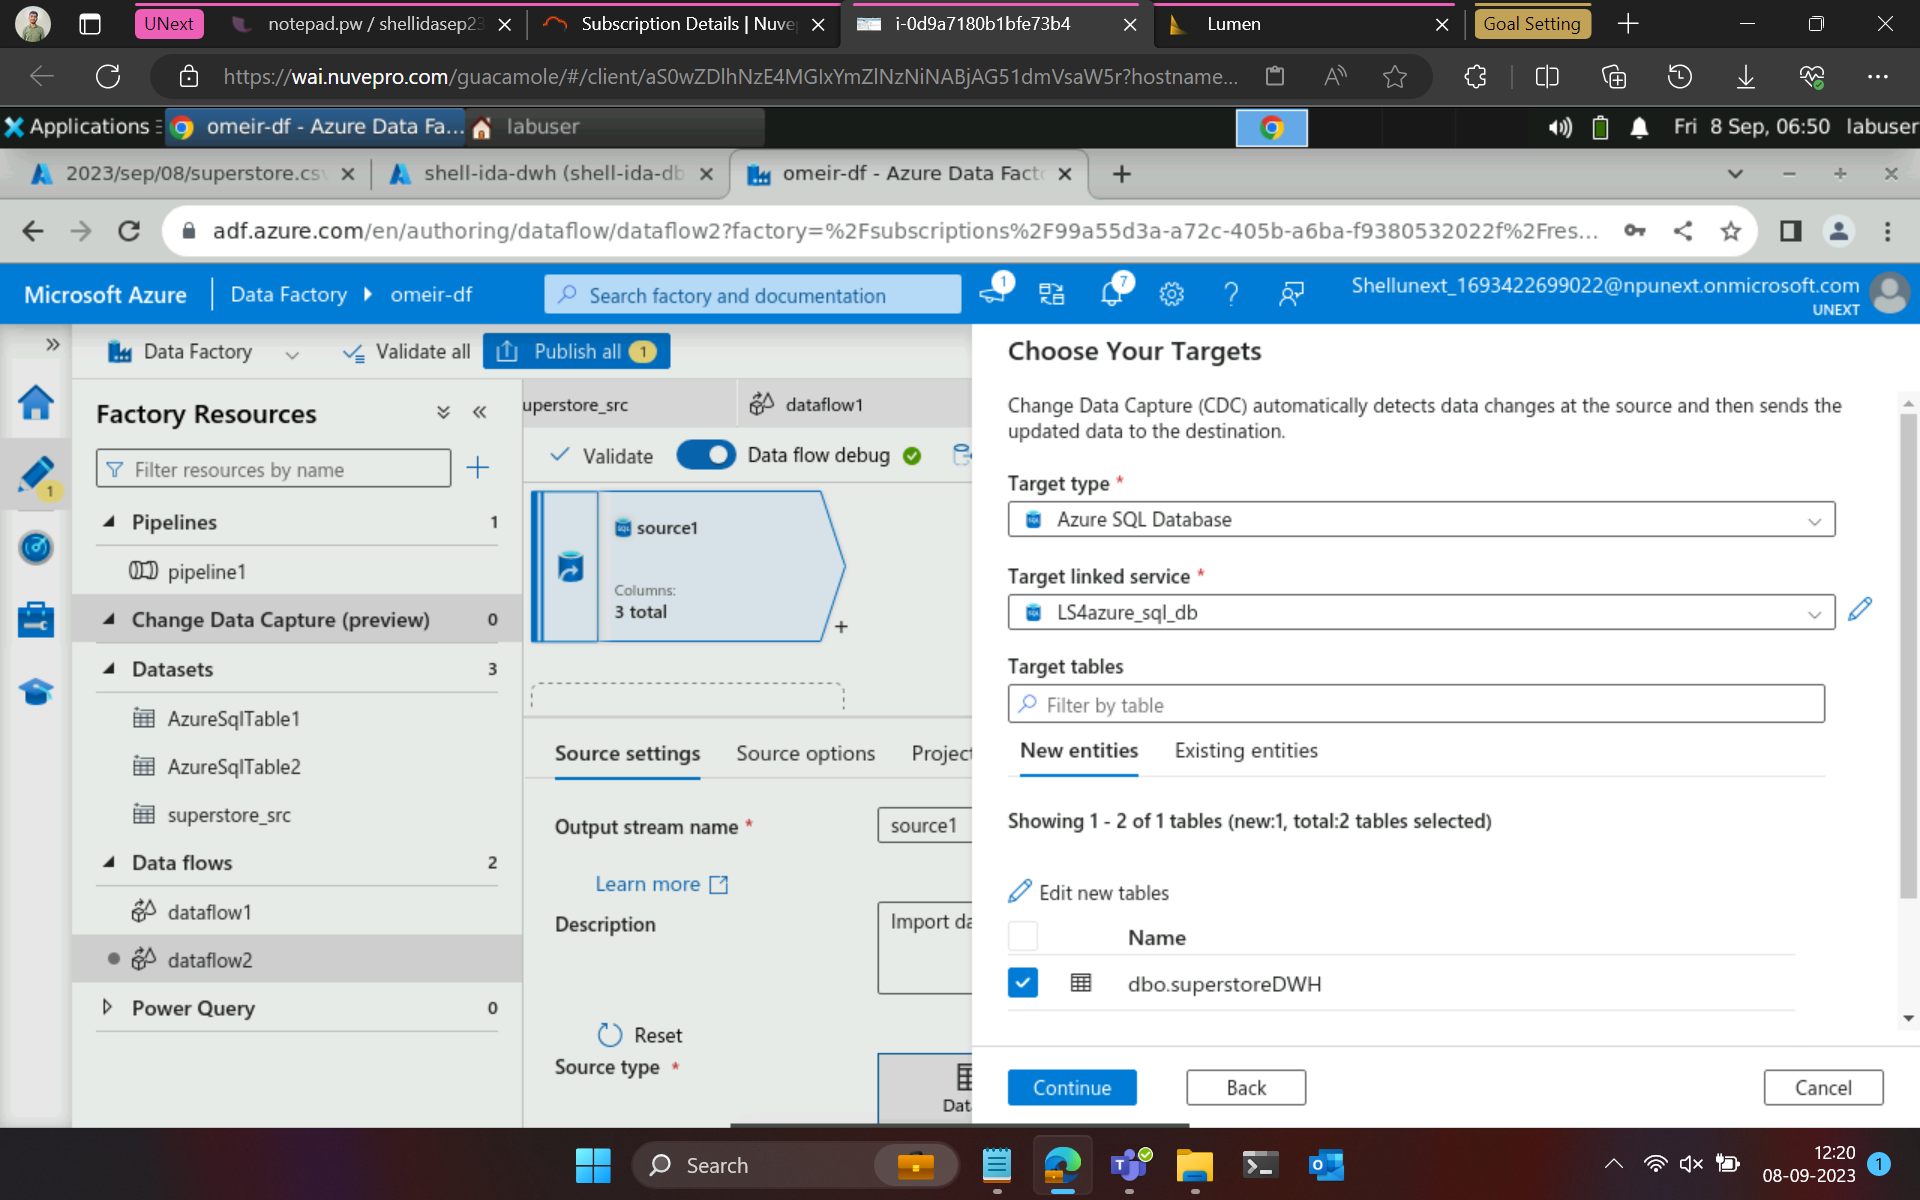 UNext
notepad.pw / shellidasep23
Subscription Details | Nuvep
i-0d9a7180b1bfe73b4
Lumen
Goal Setting
https://wai.nuvepro.com/guacamole/#/client/aS0wZDlhNzE4MGIxYmZlNzNiNABjAG51dmVsaW5r?hostname...
Applications
omeir-df - Azure Data Fa...
labuser
Fri 8 Sep, 06:50 labuser
2023/sep/08/superstore.csv
shell-ida-dwh (shell-ida-db
omeir-df - Azure Data Facto
adf.azure.com/en/authoring/dataflow/dataflow2?factory=%2Fsubscriptions%2F99a55d3a-a72c-405b-a6ba-f9380532022f%2Fres...
Microsoft Azure
Data Factory
omeir-df
Search factory and documentation
1
7
Shellunext_1693422699022@npunext.onmicrosoft.com
UNEXT
Data Factory
Validate all
Publish all 1
Factory Resources
Filter resources by name
1
Pipelines 1
pipeline1
Change Data Capture (preview) 0
Datasets 3
AzureSqlTable1
AzureSqlTable2
superstore_src
Data flows 2
dataflow1
dataflow2
Power Query 0
uperstore_src
dataflow1
Validate
Data flow debug
source1
Columns:
3 total
+
Source settings
Source options
Project
Output stream name *
source1
Learn more
Description
Import da
Reset
Source type *
Dat
Choose Your Targets
Change Data Capture (CDC) automatically detects data changes at the source and then sends the
updated data to the destination.
Target type *
Azure SQL Database
Target linked service *
LS4azure_sql_db
Target tables
Filter by table
New entities
Existing entities
Showing 1 - 2 of 1 tables (new:1, total:2 tables selected)
Edit new tables
Name
dbo.superstoreDWH
Continue
Back
Cancel
Search
12:20
08-09-2023
1